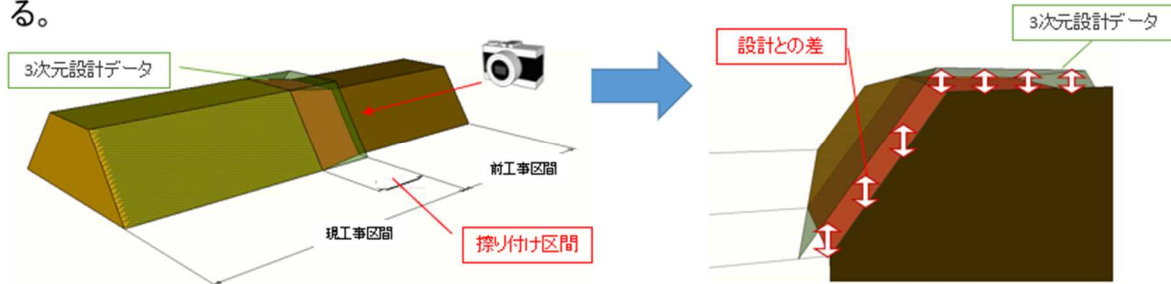 る。
3次元設計データ
前工事区間
現工事区間
擦り付け区間
設計との差
3次元設計データ